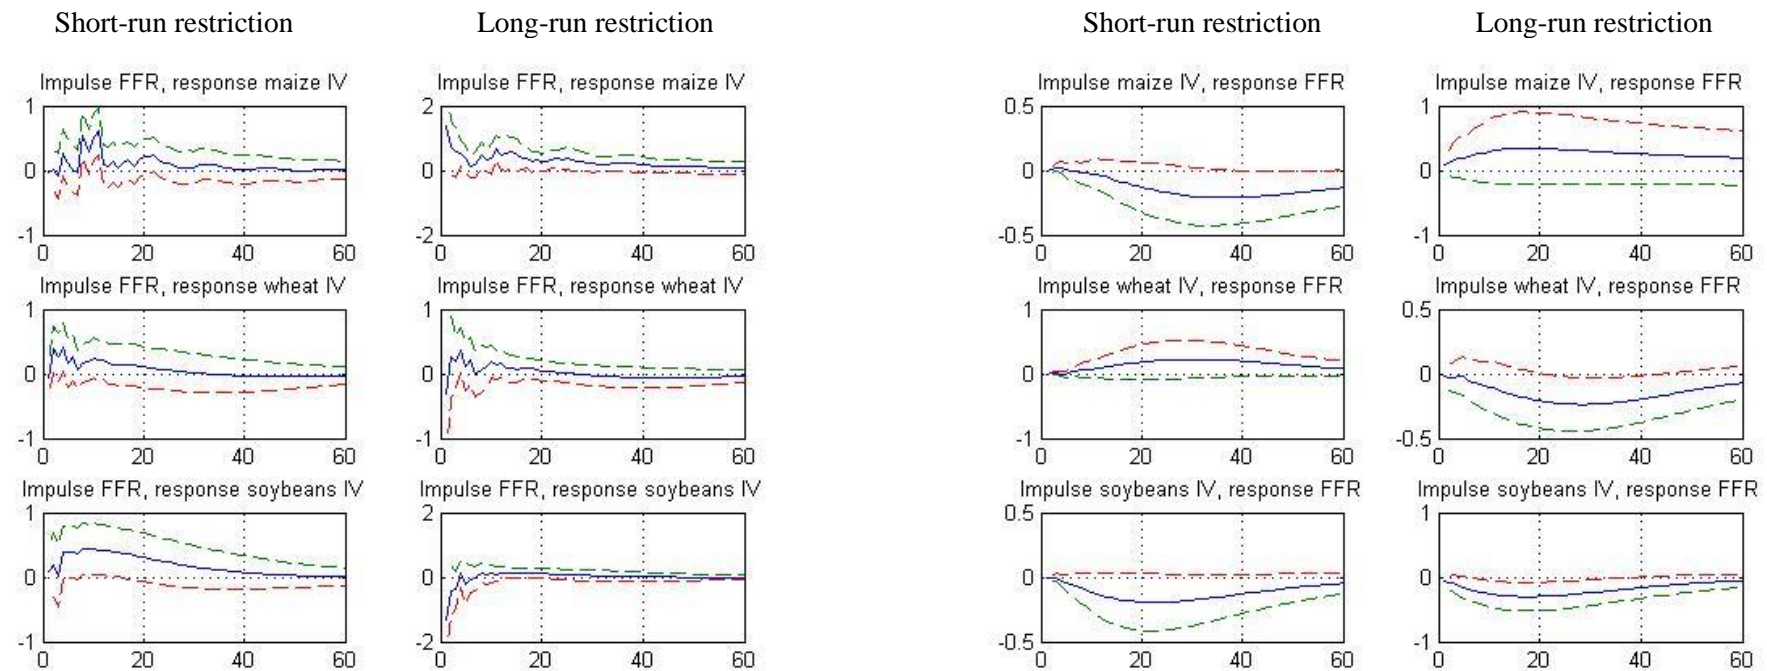 Short-run restriction
Long-run restriction
Short-run restriction
Long-run restriction
Impulse FFR, response maize IV
1
0
-1
0 20 40 60
Impulse FFR, response maize IV
2
0
-2
0 20 40 60
Impulse maize IV, response FFR
0.5
0
-0.5
0 20 40 60
Impulse maize IV, response FFR
1
0
-1
0 20 40 60
Impulse FFR, response wheat IV
1
0
-1
0 20 40 60
Impulse FFR, response wheat IV
1
0
-1
0 20 40 60
Impulse wheat IV, response FFR
1
0
-1
0 20 40 60
Impulse wheat IV, response FFR
0.5
0
-0.5
0 20 40 60
Impulse FFR, response soybeans IV
1
0
-1
0 20 40 60
Impulse FFR, response soybeans IV
2
0
-2
0 20 40 60
Impulse soybeans IV, response FFR
0.5
0
-0.5
0 20 40 60
Impulse soybeans IV, response FFR
1
0
-1
0 20 40 60